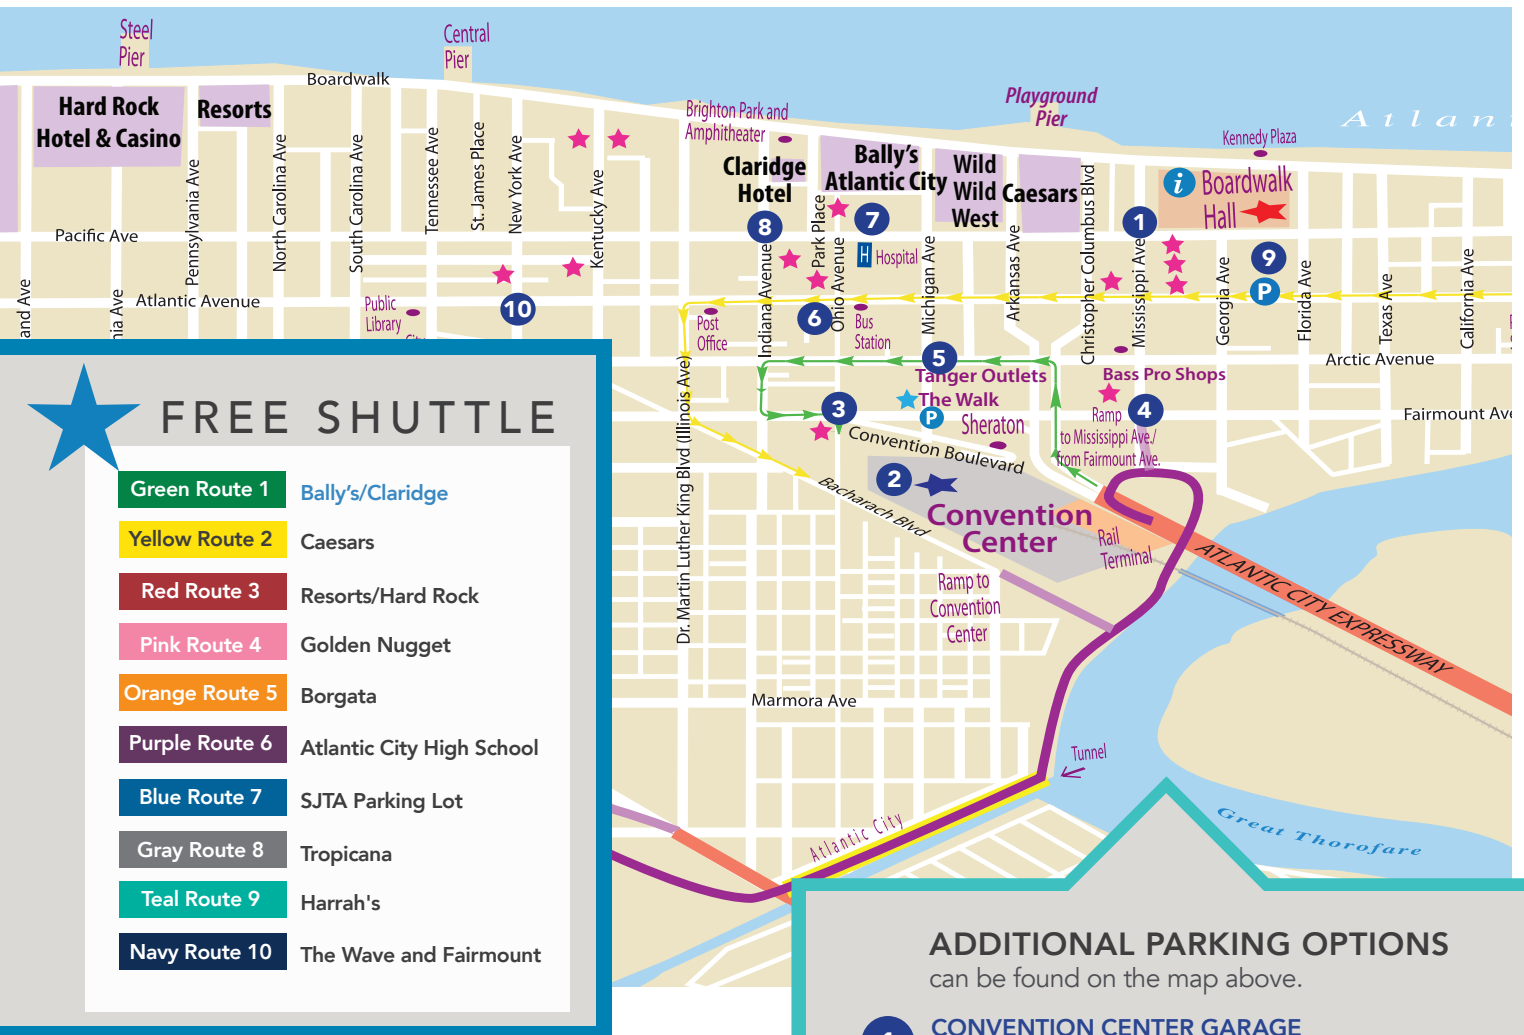 Steel
Pier
Central
Pier
Boardwalk
Hard Rock
Hotel & Casino
Resorts
Brighton Park and
Amphitheater
Playground
Pier
Atlant
Kennedy Plaza
Claridge
Hotel
Bally's
Atlantic City
Wild
Wild
West
Caesars
i
Boardwalk
Hall
Pennsylvania Ave
North Carolina Ave
South Carolina Ave
Tennessee Ave
St. James Place
New York Ave
Kentucky Ave
Indiana Avenue
Park Place
Ohio Avenue
Michigan Ave
Arkansas Ave
Christopher Columbus Blvd
Mississippi Ave
Georgia Ave
Florida Ave
Texas Ave
California Ave
and Ave
nia Ave
Pacific Ave
Atlantic Avenue
8
7
1
9
P
H Hospital
10
6
Public
Library
Post
Office
Bus
Station
Arctic Avenue
5
Tanger Outlets
The Walk
P
Bass Pro Shops
3
4
Ramp
to Mississippi Ave./
from Fairmount Ave.
Fairmount Ave
Sheraton
Convention Boulevard
2
Convention
Center
Bacharach Blvd
Rail
Terminal
ATLANTIC CITY EXPRESSWAY
Dr. Martin Luther King Blvd (Illinois Ave)
Ramp to
Convention
Center
Marmora Ave
Tunnel
Atlantic City
Great Thorofare
FREE SHUTTLE
Green Route 1 Bally's/Claridge
Yellow Route 2 Caesars
Red Route 3 Resorts/Hard Rock
Pink Route 4 Golden Nugget
Orange Route 5 Borgata
Purple Route 6 Atlantic City High School
Blue Route 7 SJTA Parking Lot
Gray Route 8 Tropicana
Teal Route 9 Harrah's
Navy Route 10 The Wave and Fairmount
ADDITIONAL PARKING OPTIONS
can be found on the map above.
1 CONVENTION CENTER GARAGE